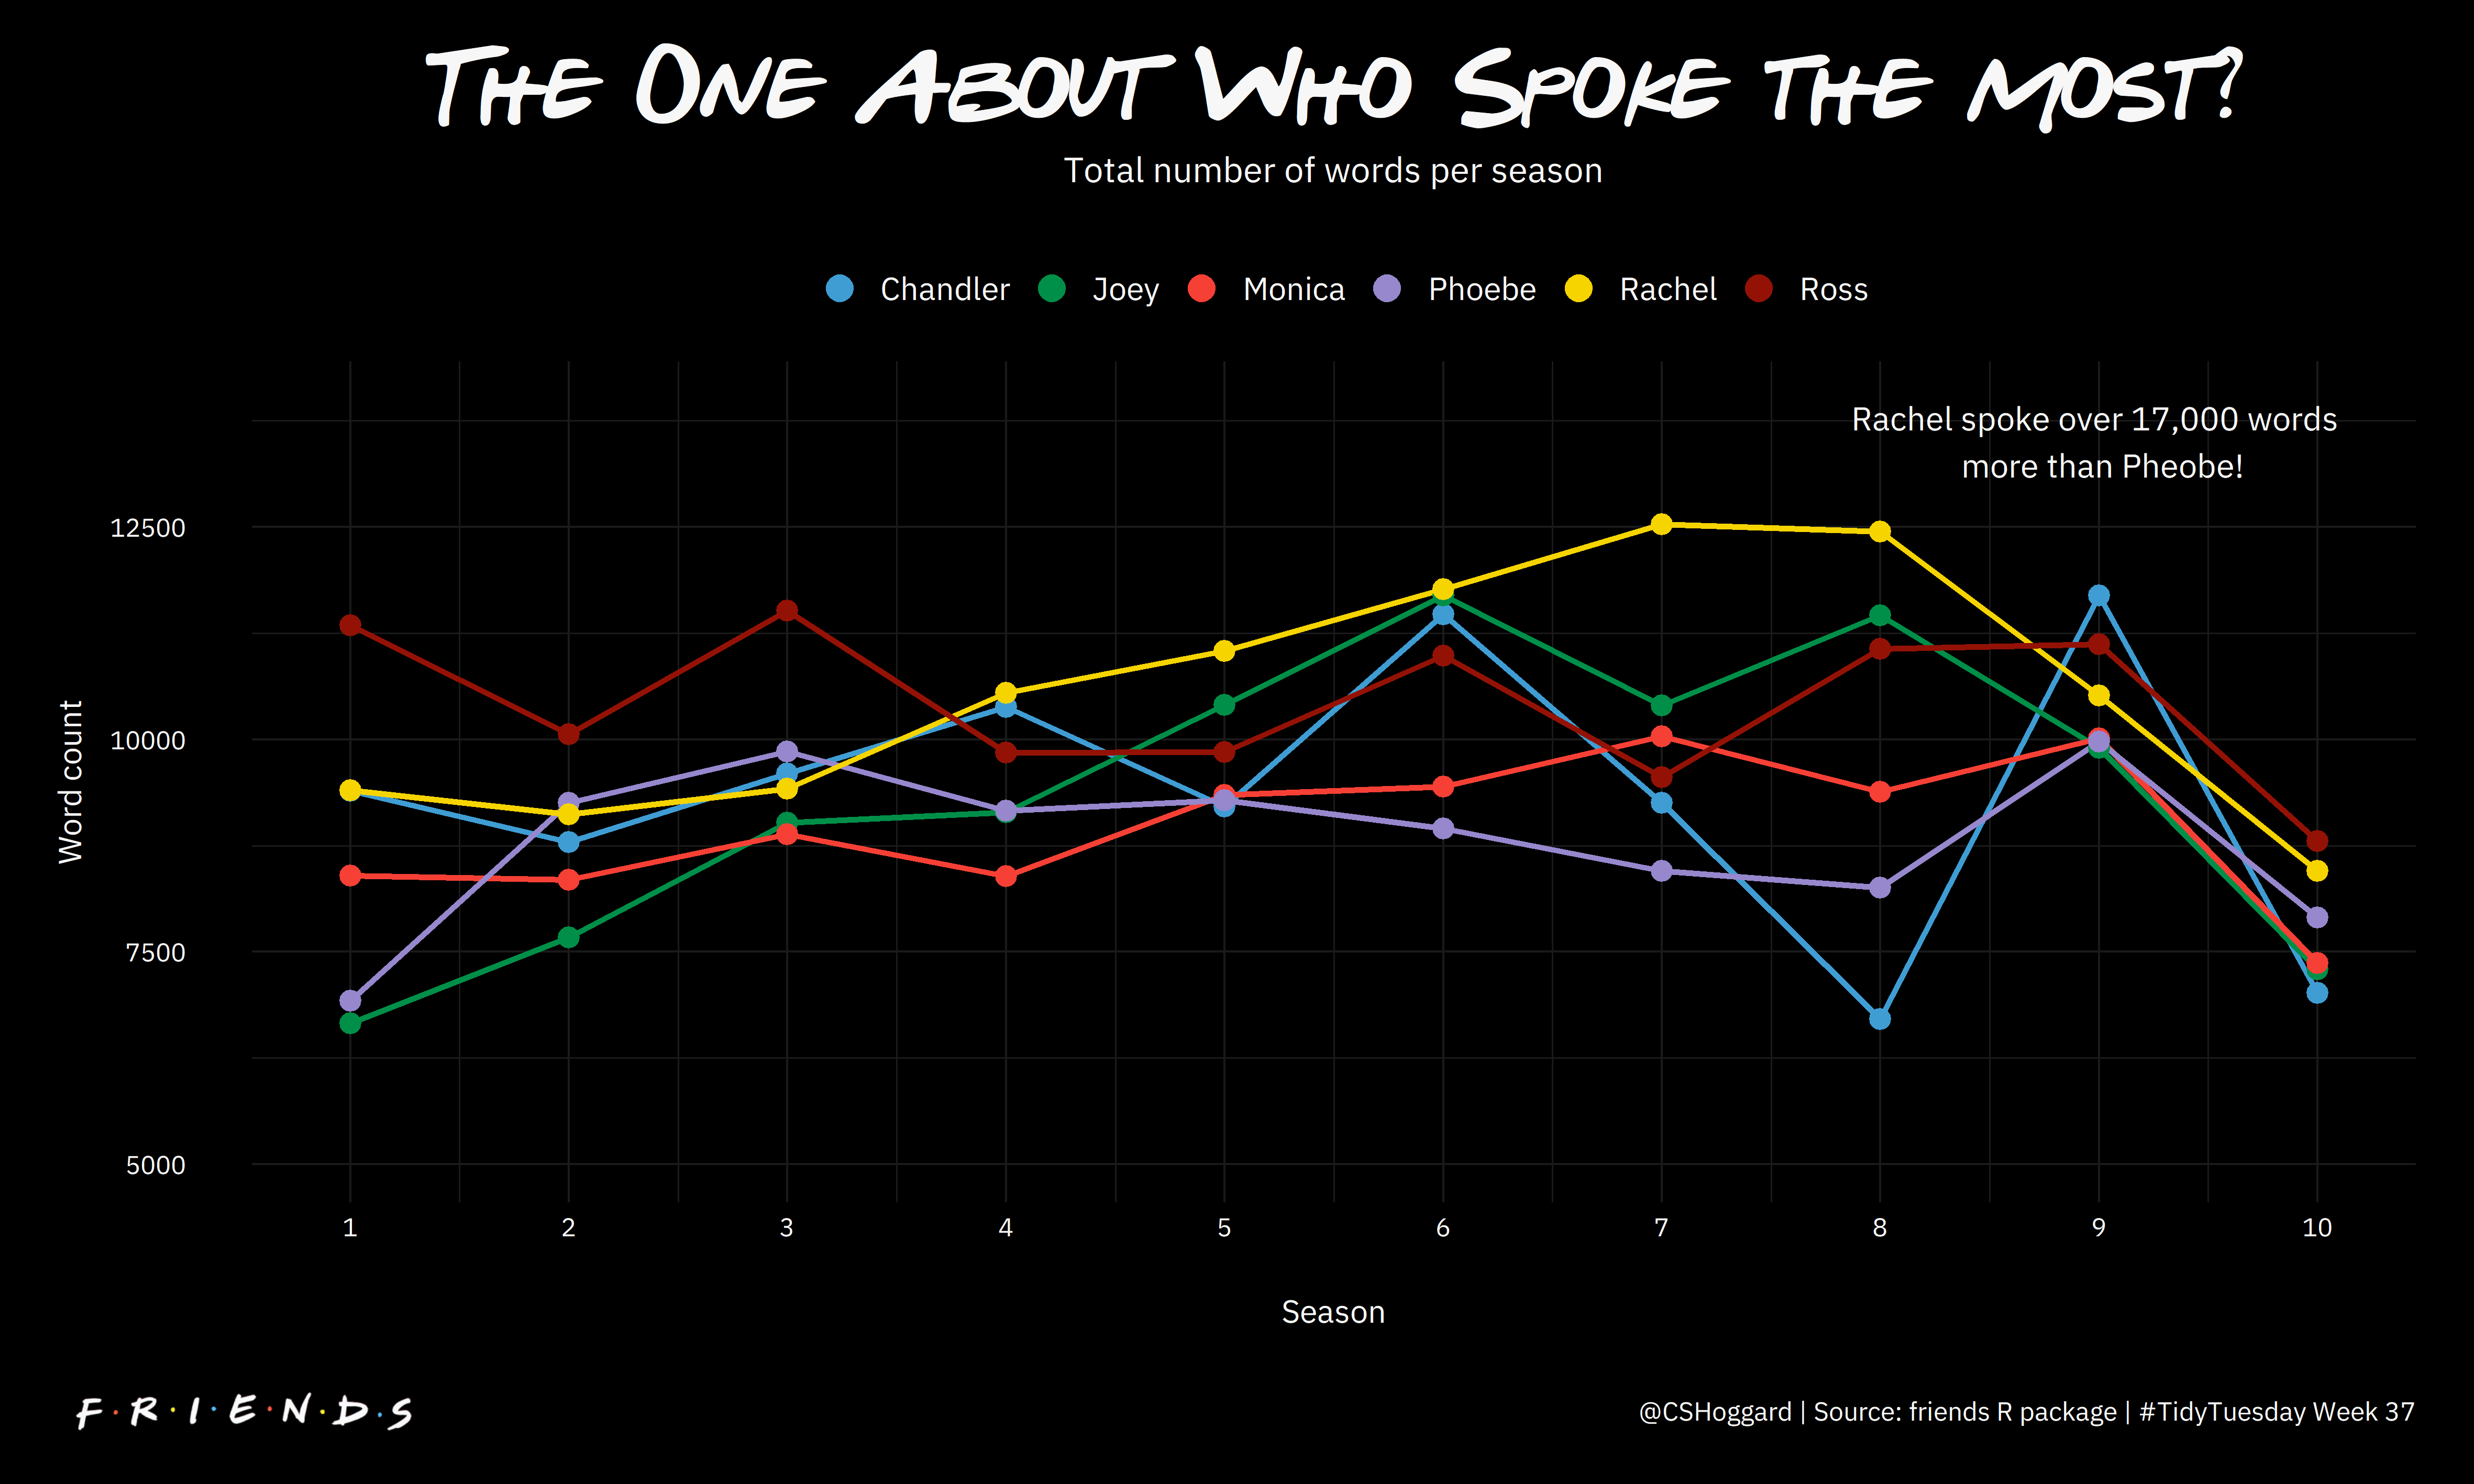 THE ONE ABOUT WHO SPOKE THE MOST?
Total number of words per season
Chandler Joey Monica Phoebe Rachel Ross
Rachel spoke over 17,000 words
more than Pheobe!
Word count
12500
10000
7500
5000
1 2 3 4 5 6 7 8 9 10
Season
F·R·I·E·N·D·S
@CSHoggard | Source: friends R package | #TidyTuesday Week 37